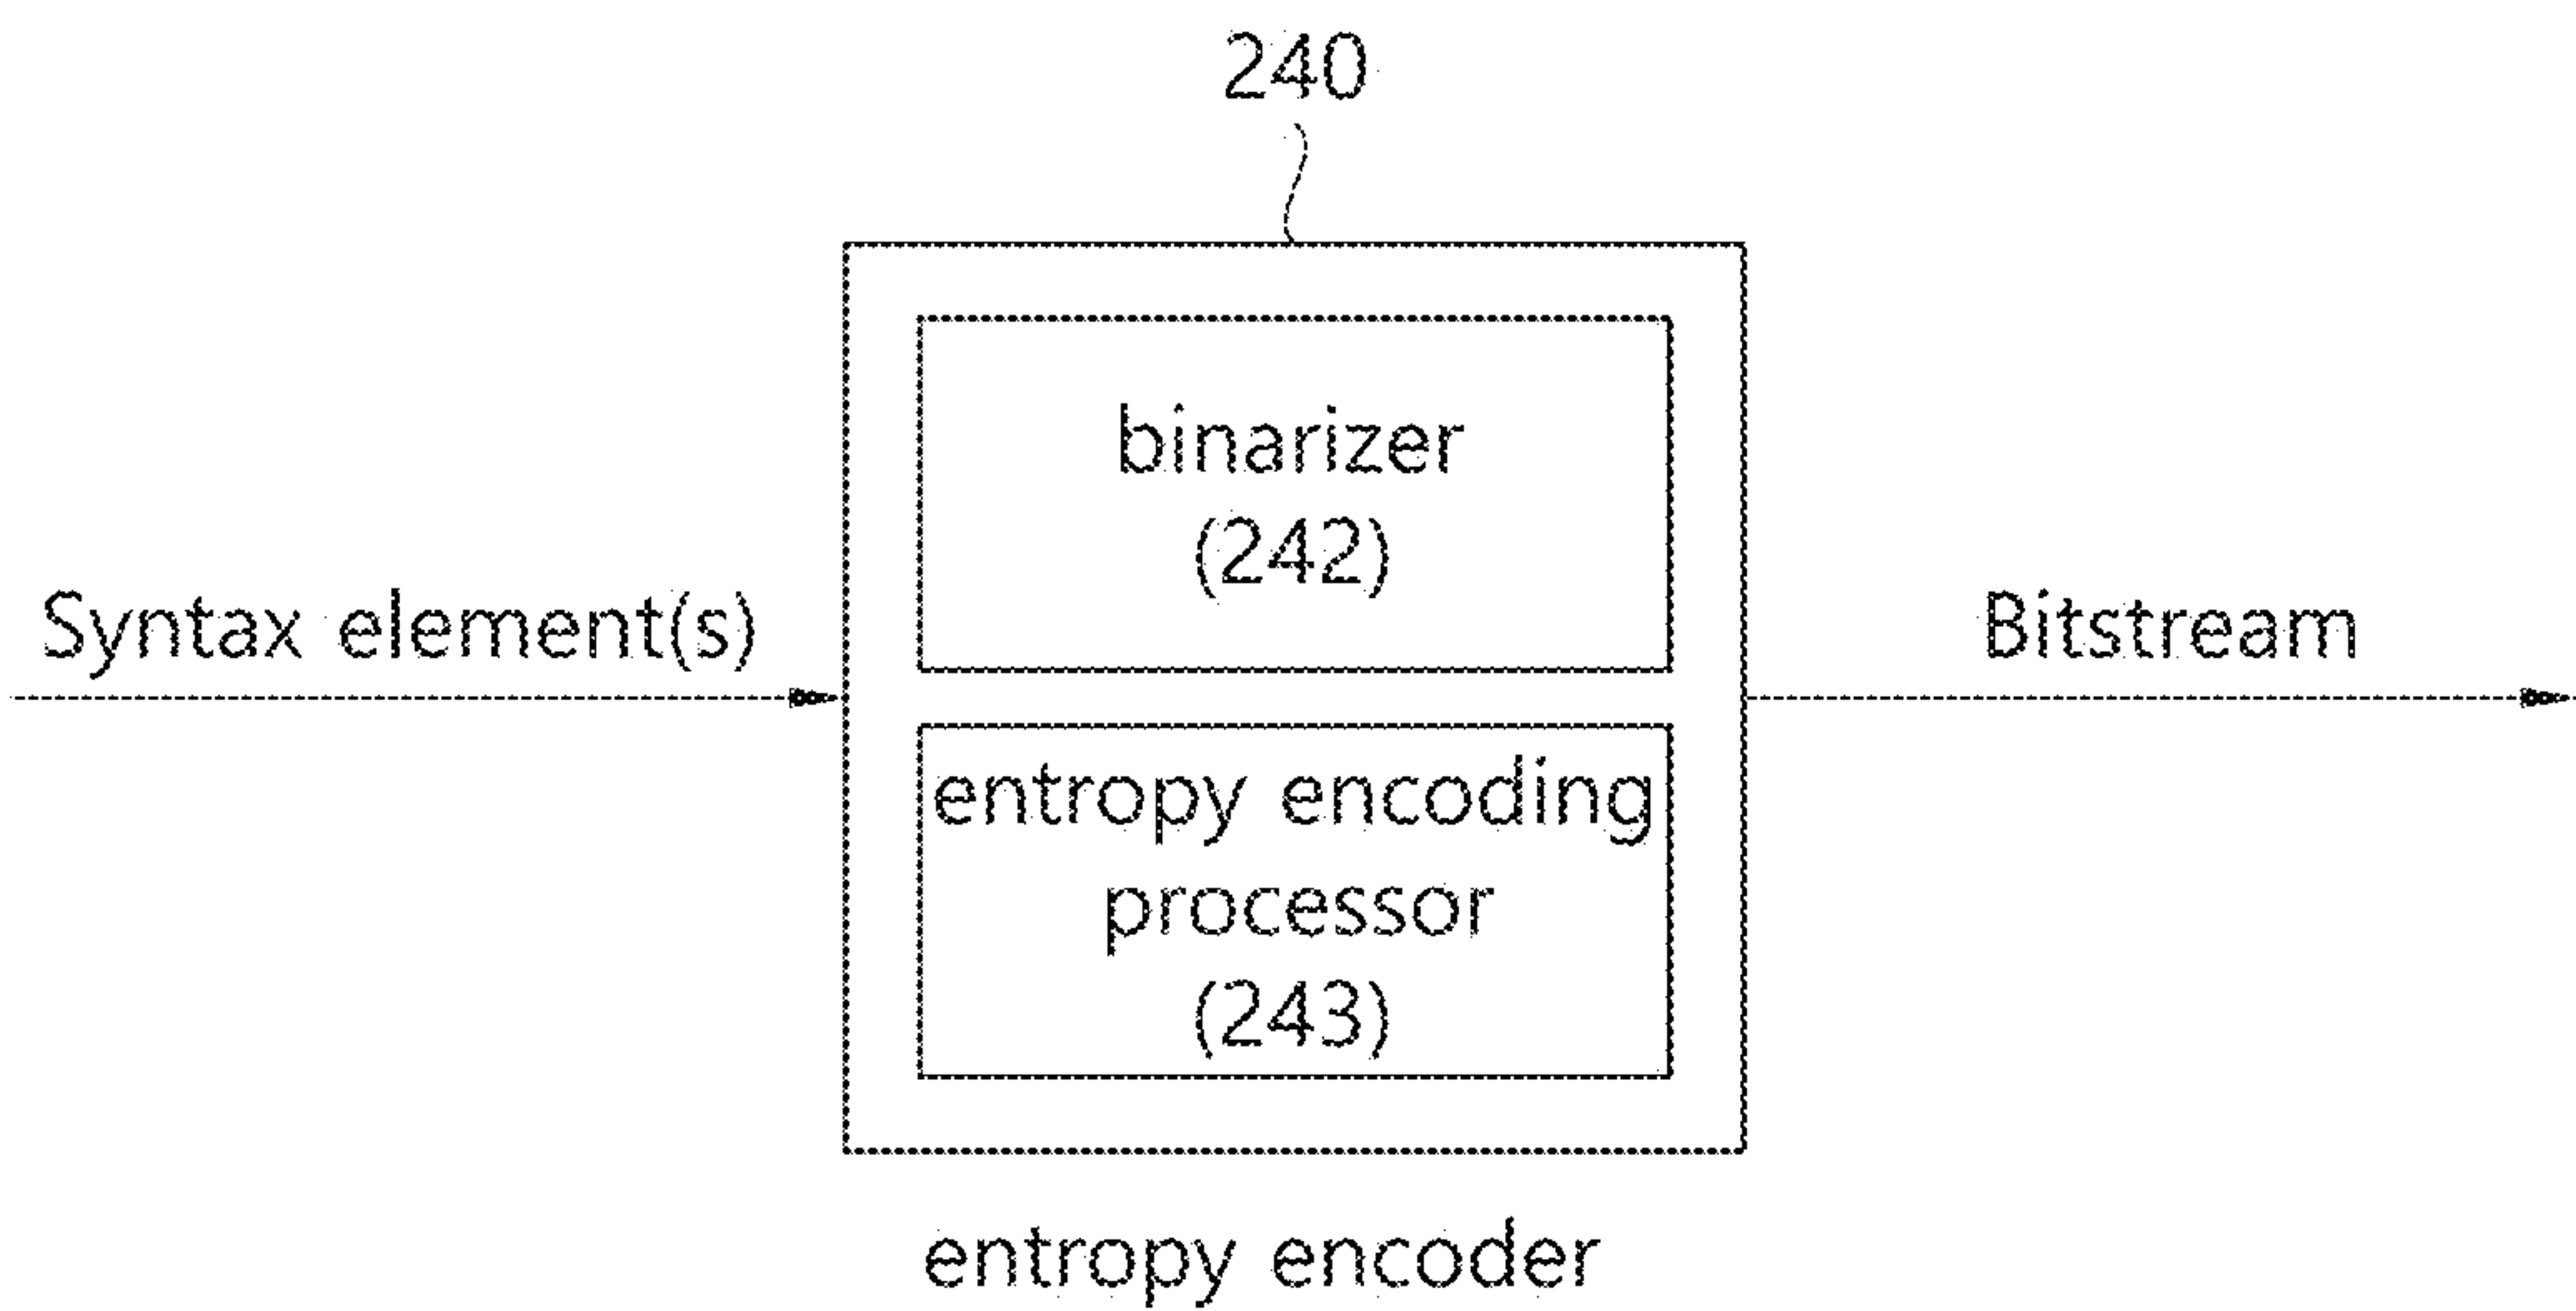 240
binarizer
(242)
Syntax element(s)
Bitstream
entropy encoding
processor
(243)
entropy encoder